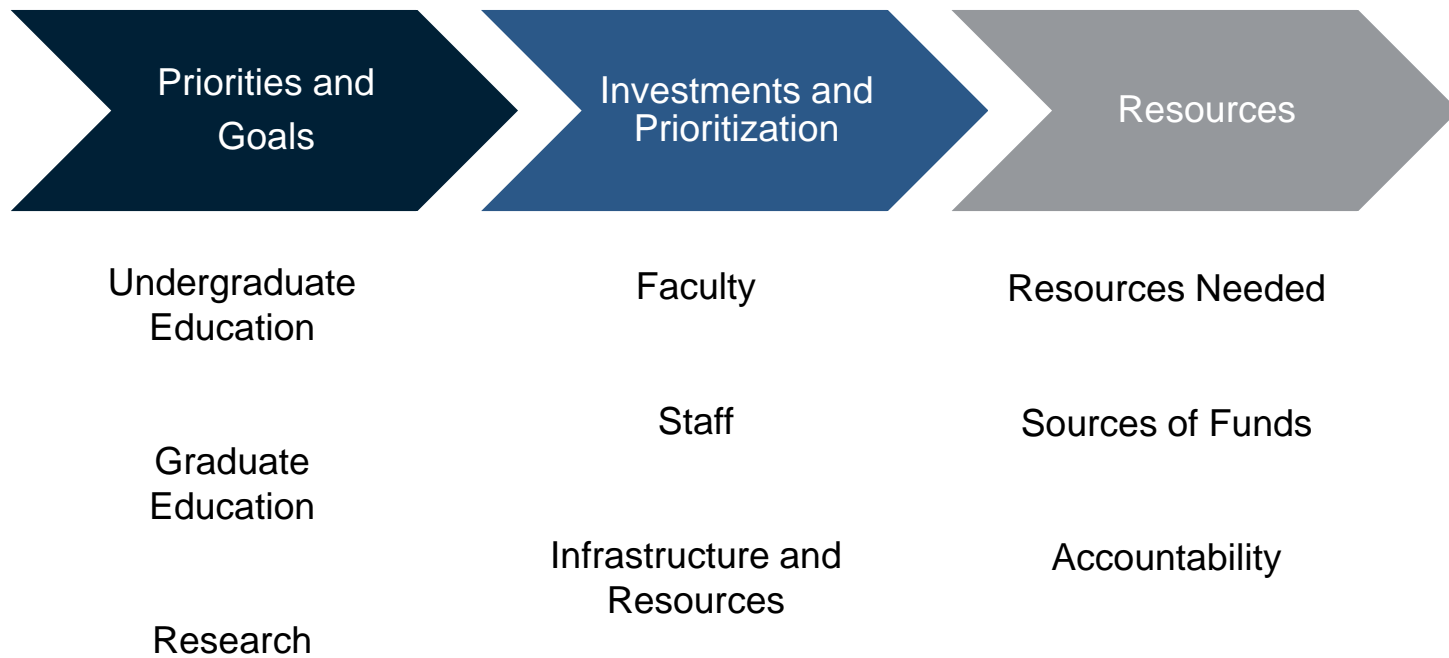 Priorities and
Goals
Investments and
Prioritization
Resources
Undergraduate
Education
Graduate
Education
Research
Faculty
Staff
Infrastructure and
Resources
Resources Needed
Sources of Funds
Accountability